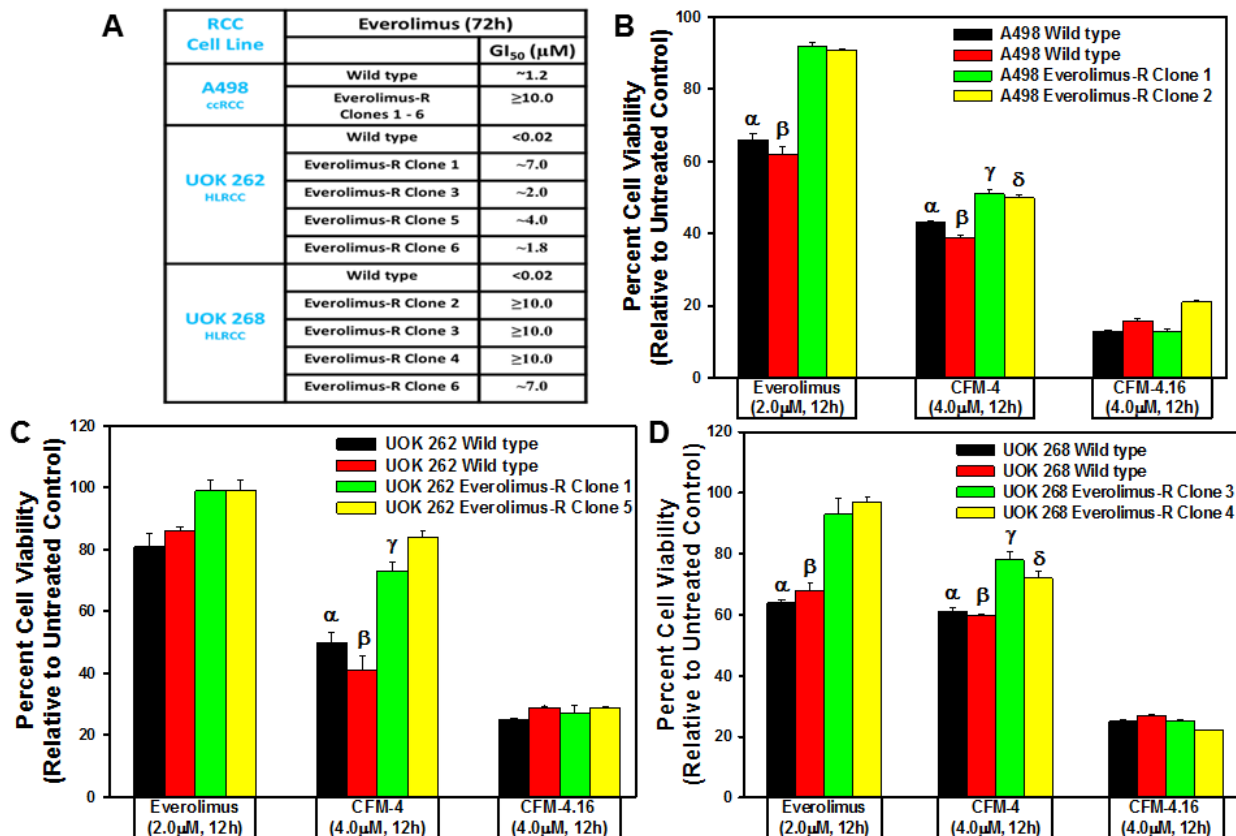 A
RCC
Cell Line
Everolimus (72h)
GI50 (µM)
A498
ccRCC
Wild type
~1.2
Everolimus-R
Clones 1 - 6
≥10.0
UOK 262
HLRCC
Wild type
<0.02
Everolimus-R Clone 1
~7.0
Everolimus-R Clone 3
~2.0
Everolimus-R Clone 5
~4.0
Everolimus-R Clone 6
~1.8
UOK 268
HLRCC
Wild type
<0.02
Everolimus-R Clone 2
≥10.0
Everolimus-R Clone 3
≥10.0
Everolimus-R Clone 4
≥10.0
Everolimus-R Clone 6
~7.0
B
Percent Cell Viability
(Relative to Untreated Control)
100
80
60
40
20
0
A498 Wild type
A498 Wild type
A498 Everolimus-R Clone 1
A498 Everolimus-R Clone 2
α
β
α
β
γ
δ
Everolimus
(2.0µM, 12h)
CFM-4
(4.0µM, 12h)
CFM-4.16
(4.0µM, 12h)
C
Percent Cell Viability
(Relative to Untreated Control)
120
100
80
60
40
20
0
UOK 262 Wild type
UOK 262 Wild type
UOK 262 Everolimus-R Clone 1
UOK 262 Everolimus-R Clone 5
α
β
γ
Everolimus
(2.0µM, 12h)
CFM-4
(4.0µM, 12h)
CFM-4.16
(4.0µM, 12h)
D
Percent Cell Viability
(Relative to Untreated Control)
120
100
80
60
40
20
0
UOK 268 Wild type
UOK 268 Wild type
UOK 268 Everolimus-R Clone 3
UOK 268 Everolimus-R Clone 4
α
β
α
β
γ
δ
Everolimus
(2.0µM, 12h)
CFM-4
(4.0µM, 12h)
CFM-4.16
(4.0µM, 12h)